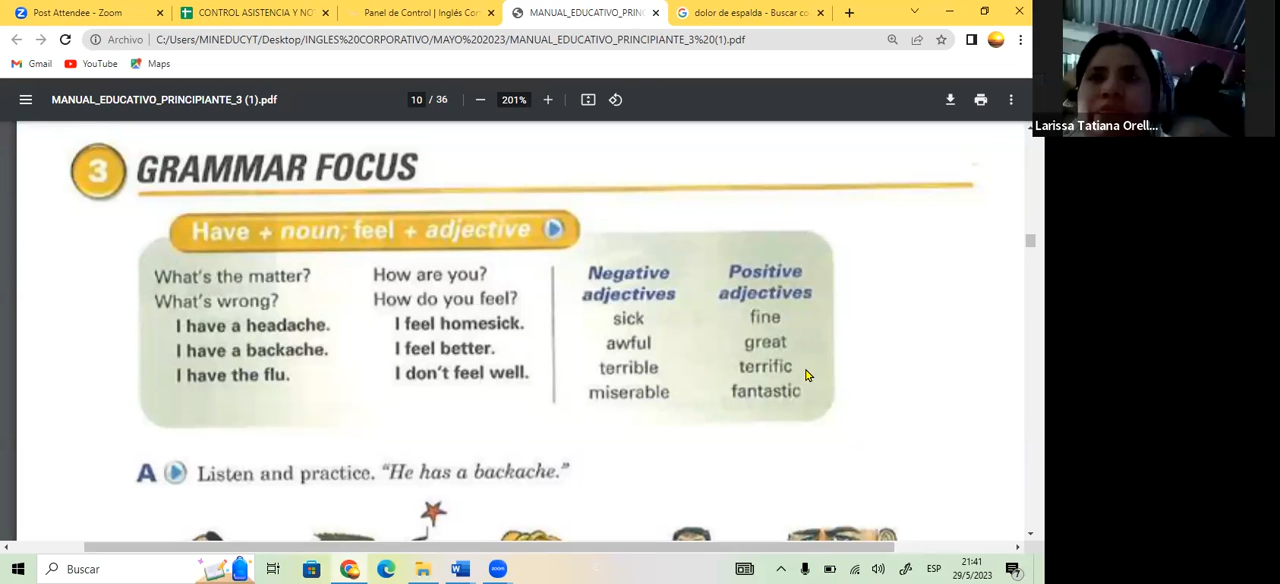 Post Attendee - Zoom
CONTROL ASISTENCIA Y NO
Panel de Control | Inglés Co
MANUAL_EDUCATIVO_PRIN
dolor de espalda - Buscar co
Archivo C:/Users/MINEDUCYT/Desktop/INGLES%20CORPORATIVO/MAYO%202023/MANUAL_EDUCATIVO_PRINCIPIANTE_3%20(1).pdf
Gmail YouTube Maps
MANUAL_EDUCATIVO_PRINCIPIANTE_3 (1).pdf 10 / 36 201%
Larissa Tatiana Orell...
3 GRAMMAR FOCUS
Have + noun; feel + adjective
What's the matter?
What's wrong?
I have a headache.
I have a backache.
I have the flu.
How are you?
How do you feel?
I feel homesick.
I feel better.
I don't feel well.
Negative adjectives
sick
awful
terrible
miserable
Positive adjectives
fine
great
terrific
fantastic
A Listen and practice. "He has a backache."
Buscar
zoom
ESP
21:41
29/5/2023
7